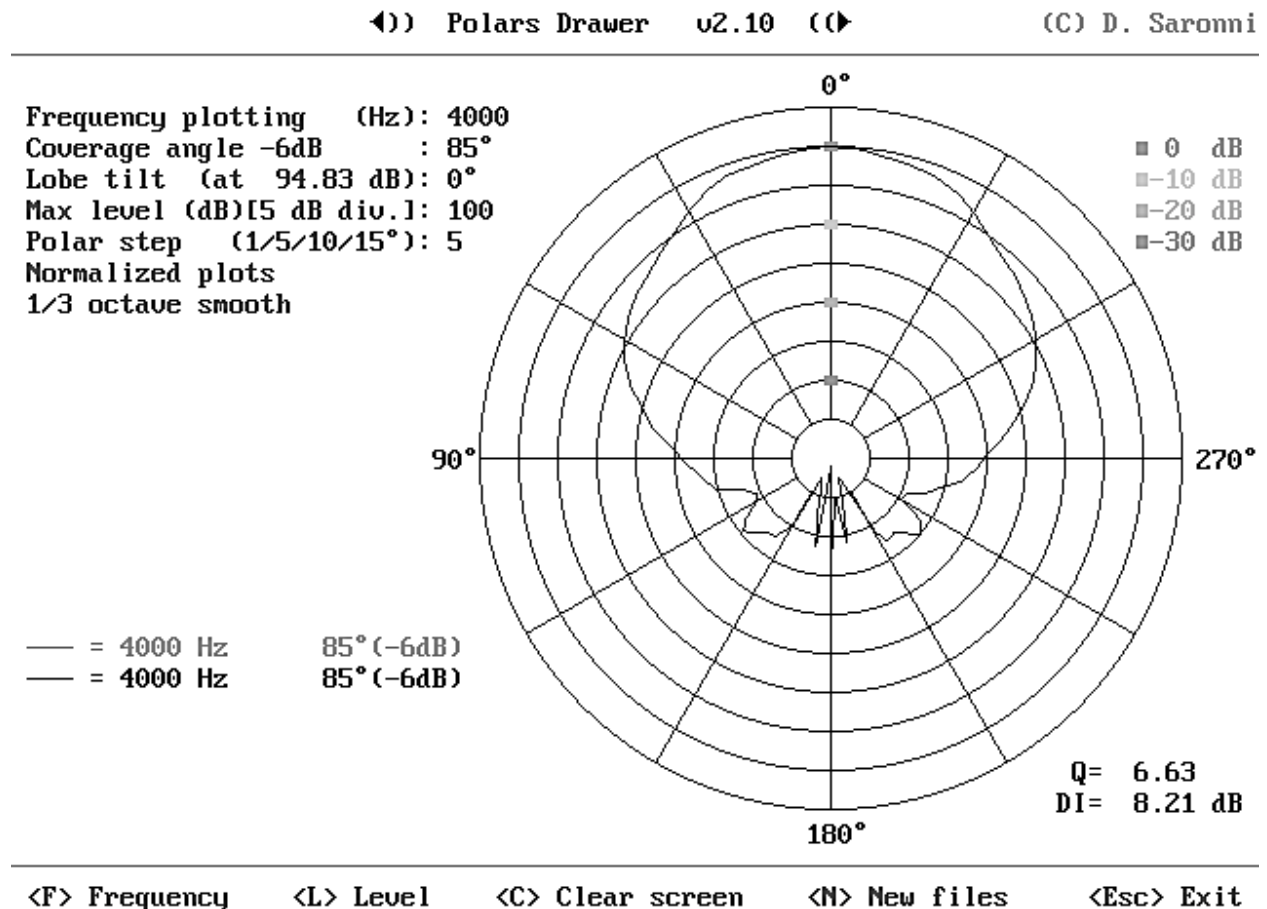 Polars Drawer v2.10 (C) D. Saronni
0°
Frequency plotting (Hz): 4000
Coverage angle -6dB : 85°
Lobe tilt (at 94.83 dB): 0°
Max level (dB)[5 dB div.]: 100
Polar step (1/5/10/15°): 5
Normalized plots
1/3 octave smooth
0 dB
-10 dB
-20 dB
-30 dB
90°
270°
= 4000 Hz 85°(-6dB)
= 4000 Hz 85°(-6dB)
Q= 6.63
DI= 8.21 dB
180°
<F> Frequency <L> Level <C> Clear screen <N> New files <Esc> Exit